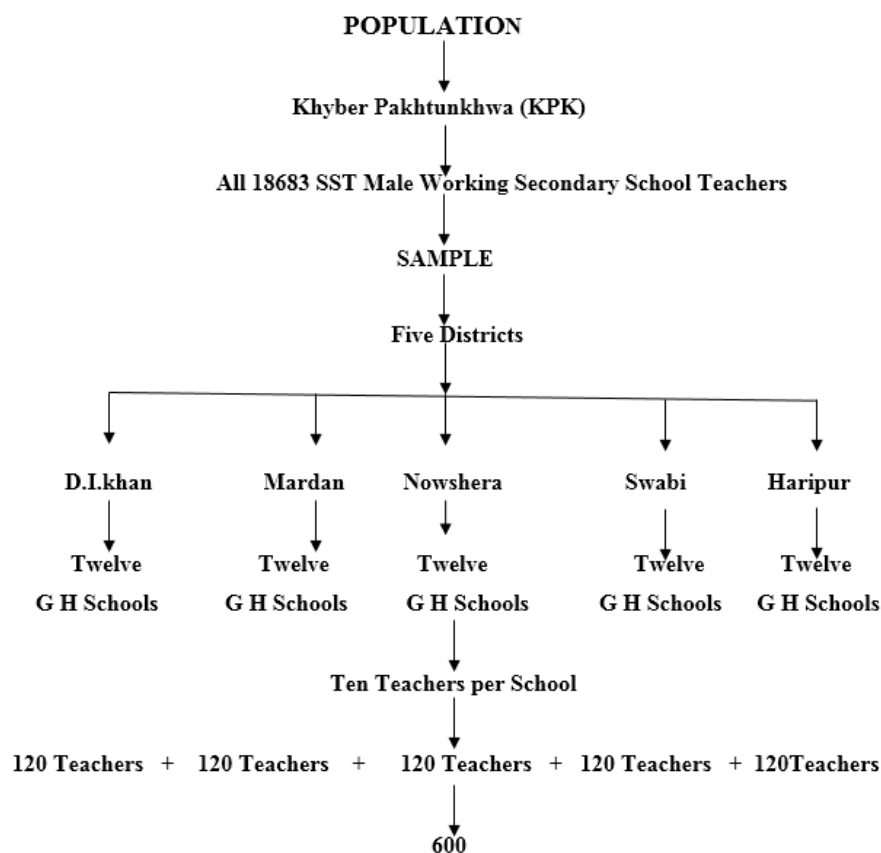 POPULATION
Khyber Pakhtunkhwa (KPK)
All 18683 SST Male Working Secondary School Teachers
SAMPLE
Five Districts
D.I.khan Mardan Nowshera Swabi Haripur
Twelve Twelve Twelve Twelve Twelve
G H Schools G H Schools G H Schools G H Schools G H Schools
Ten Teachers per School
120 Teachers + 120 Teachers + 120 Teachers + 120 Teachers + 120Teachers
600